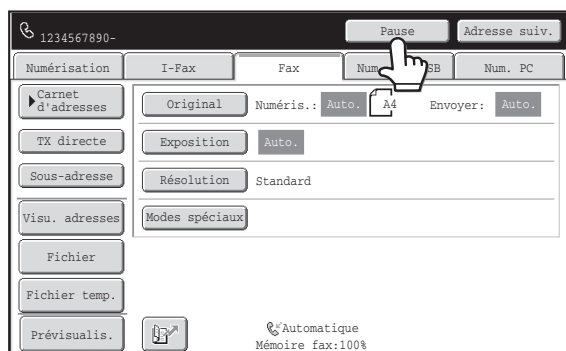 1234567890-
Pause
Adresse suiv.
Numérisation
I-Fax
Fax
Num. SB
Num. PC
Carnet
d'adresses
Original
Numéris.: Auto. A4 Envoyer: Auto.
TX directe
Exposition
Auto.
Sous-adresse
Résolution
Standard
Visu. adresses
Modes spéciaux
Fichier
Fichier temp.
Prévisualis.
Automatique
Mémoire fax:100%